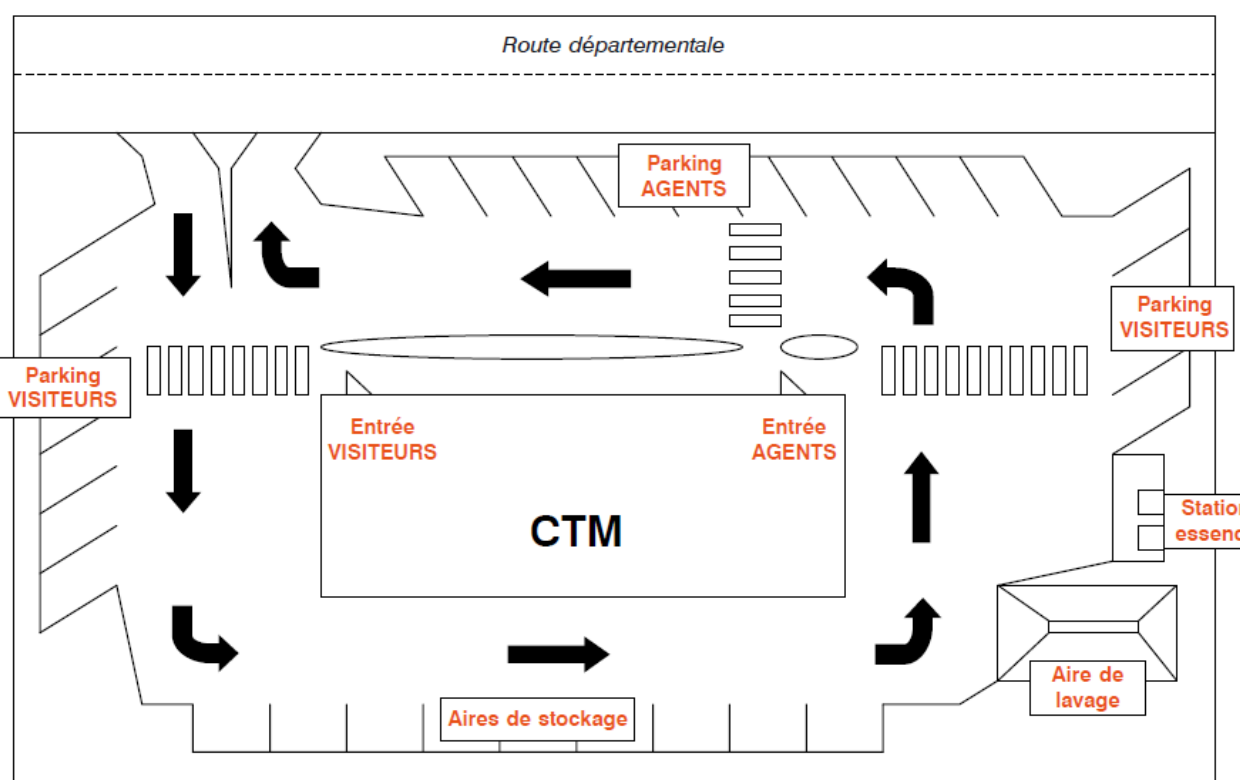 Route départementale
Parking
AGENTS
Parking
VISITEURS
Parking
VISITEURS
Entrée
VISITEURS
Entrée
AGENTS
CTM
Station
essenc
Aire de
lavage
Aires de stockage